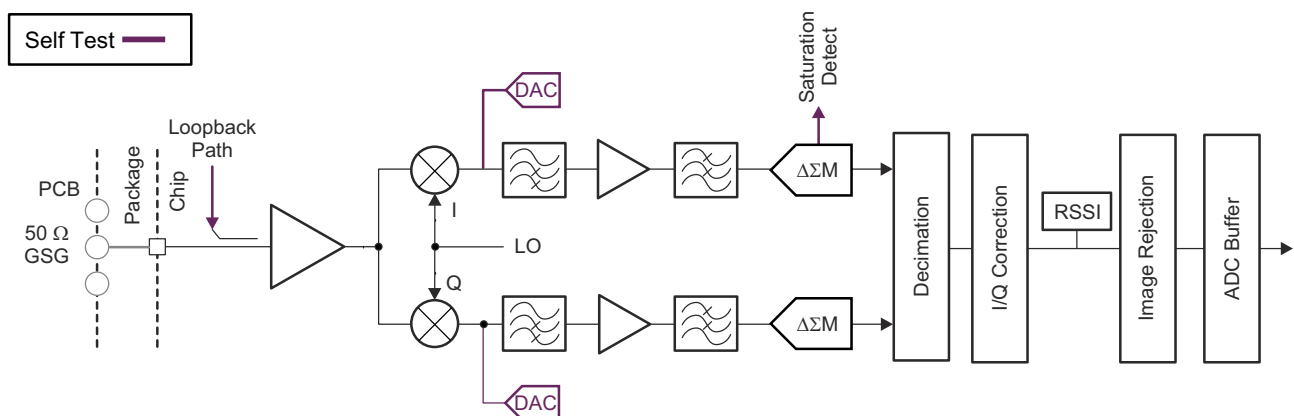 Self Test
DAC
Saturation
Detect
Loopback
Path
PCB
Package
Chip
50 Ω
GSG
I
LO
Q
ΔΣM
ΔΣM
DAC
Decimation
I/Q Correction
RSSI
Image Rejection
ADC Buffer